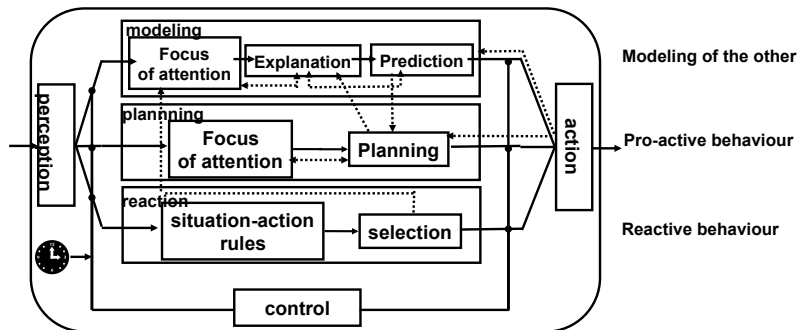 modeling
Focus
of attention
Explanation
Prediction
Modeling of the other
perception
plannning
Focus
of attention
Planning
action
Pro-active behaviour
reaction
situation-action
rules
selection
Reactive behaviour
control